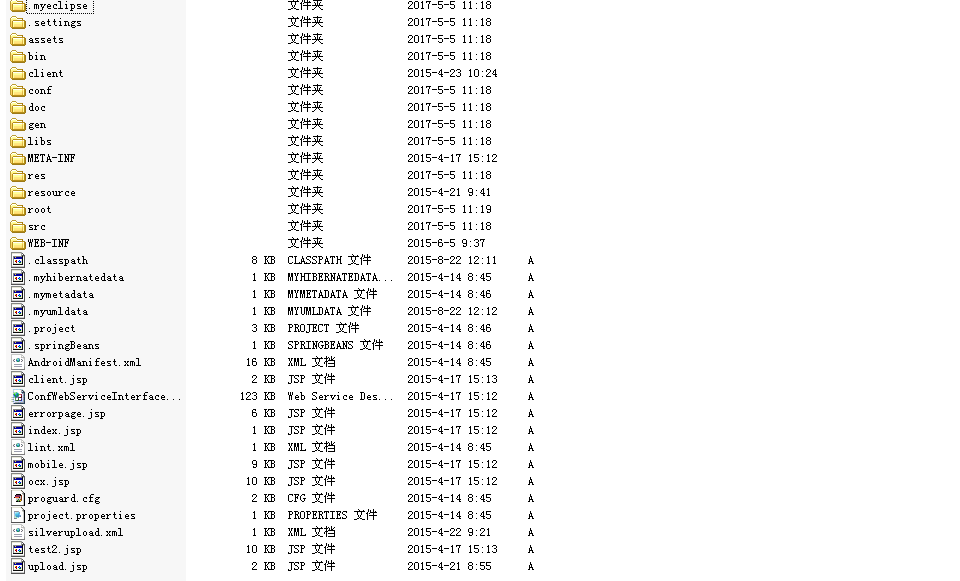 .myeclipse 文件夹 2017-5-5 11:18
.settings 文件夹 2017-5-5 11:18
assets 文件夹 2017-5-5 11:18
bin 文件夹 2017-5-5 11:18
client 文件夹 2015-4-23 10:24
conf 文件夹 2017-5-5 11:18
doc 文件夹 2017-5-5 11:18
gen 文件夹 2017-5-5 11:18
libs 文件夹 2017-5-5 11:18
META-INF 文件夹 2015-4-17 15:12
res 文件夹 2017-5-5 11:18
resource 文件夹 2015-4-21 9:41
root 文件夹 2017-5-5 11:19
src 文件夹 2017-5-5 11:18
WEB-INF 文件夹 2015-6-5 9:37
.classpath 8 KB CLASSPATH 文件 2015-8-22 12:11 A
.myhibernatedata 1 KB MYHIBERNATEDATA... 2015-4-14 8:45 A
.mymetadata 1 KB MYMETADATA 文件 2015-4-14 8:46 A
.myumldata 1 KB MYUMLDATA 文件 2015-8-22 12:12 A
.project 3 KB PROJECT 文件 2015-4-14 8:46 A
.springBeans 1 KB SPRINGBEANS 文件 2015-4-14 8:46 A
AndroidManifest.xml 16 KB XML 文档 2015-4-14 8:45 A
client.jsp 2 KB JSP 文件 2015-4-17 15:13 A
ConfWebServiceInterface... 123 KB Web Service Des... 2015-4-17 15:12 A
errorpage.jsp 6 KB JSP 文件 2015-4-17 15:12 A
index.jsp 1 KB JSP 文件 2015-4-17 15:12 A
lint.xml 1 KB XML 文档 2015-4-14 8:45 A
mobile.jsp 9 KB JSP 文件 2015-4-17 15:12 A
ocx.jsp 10 KB JSP 文件 2015-4-17 15:12 A
proguard.cfg 2 KB CFG 文件 2015-4-14 8:45 A
project.properties 1 KB PROPERTIES 文件 2015-4-14 8:45 A
silverupload.xml 1 KB XML 文档 2015-4-22 9:21 A
test2.jsp 10 KB JSP 文件 2015-4-17 15:13 A
upload.jsp 2 KB JSP 文件 2015-4-21 8:55 A